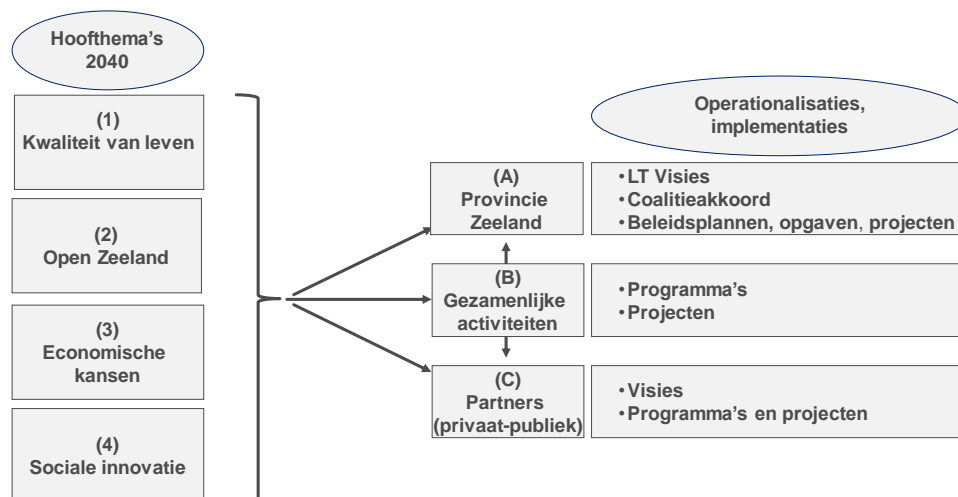 Hoofthema's
2040
(1)
Kwaliteit van leven
(2)
Open Zeeland
(3)
Economische
kansen
(4)
Sociale innovatie
Operationalisaties,
implementaties
(A)
Provincie
Zeeland
•LT Visies
•Coalitieakkoord
•Beleidsplannen, opgaven, projecten
(B)
Gezamenlijke
activiteiten
•Programma's
•Projecten
(C)
Partners
(privaat-publiek)
•Visies
•Programma's en projecten